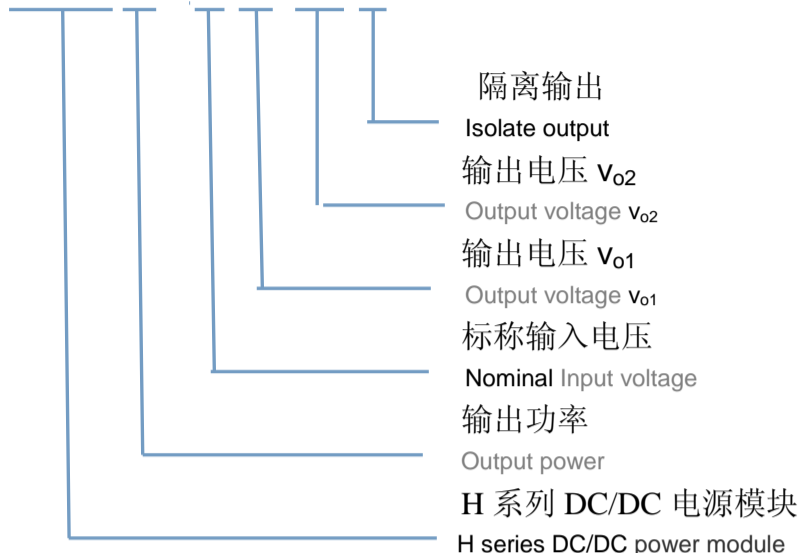 隔离输出
Isolate output
输出电压 vo2
Output voltage vo2
输出电压 vo1
Output voltage vo1
标称输入电压
Nominal Input voltage
输出功率
Output power
H 系列 DC/DC 电源模块
H series DC/DC power module